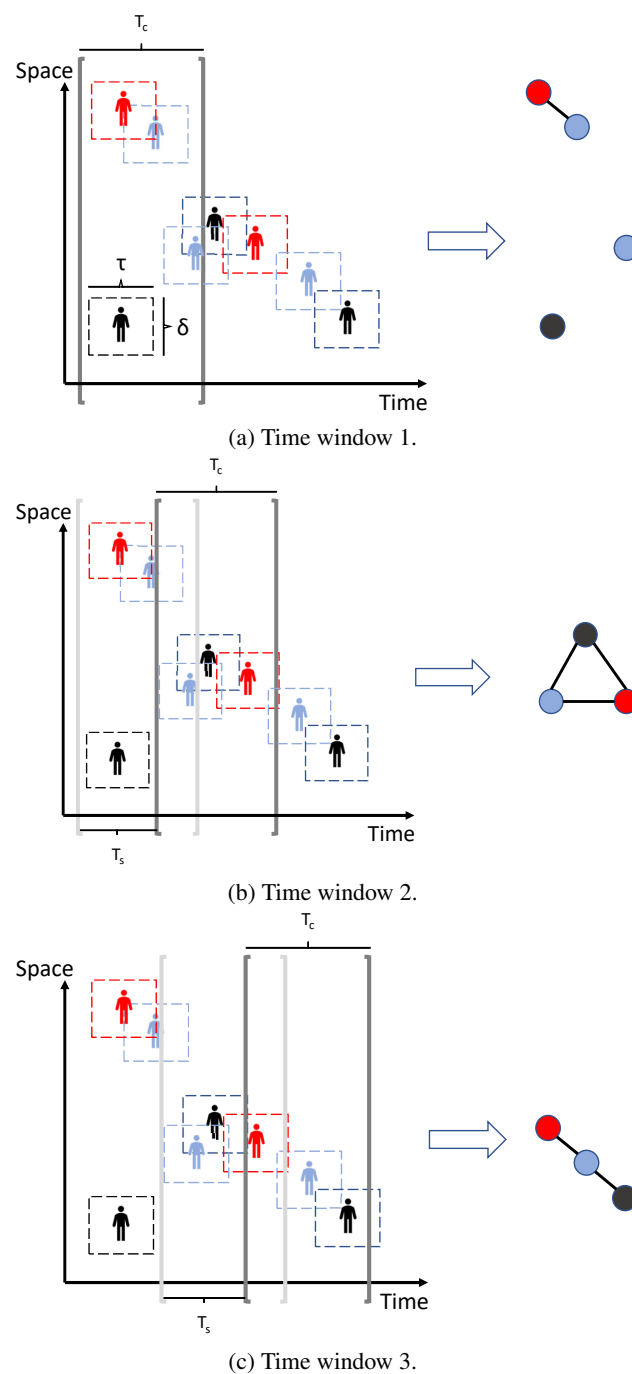 T_c
Space
τ
δ
Time
(a) Time window 1.
T_c
Space
Time
T_s
(b) Time window 2.
T_c
Space
Time
T_s
(c) Time window 3.